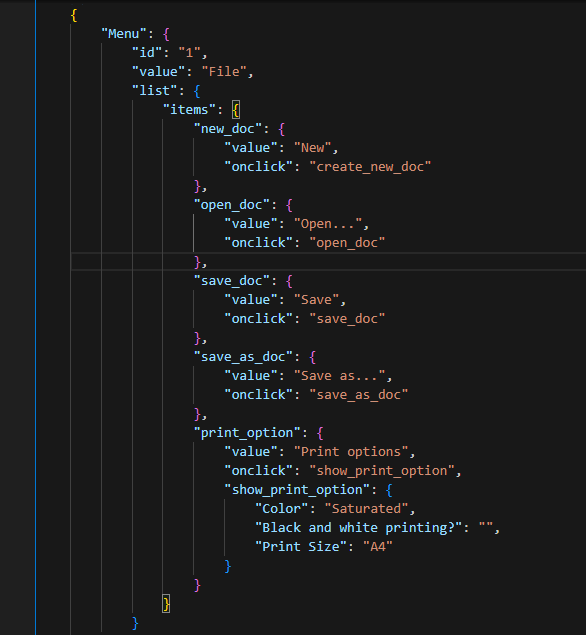 {
"Menu": {
"id": "1",
"value": "File",
"list": {
"items": {
"new_doc": {
"value": "New",
"onclick": "create_new_doc"
},
"open_doc": {
"value": "Open...",
"onclick": "open_doc"
},
"save_doc": {
"value": "Save",
"onclick": "save_doc"
},
"save_as_doc": {
"value": "Save as...",
"onclick": "save_as_doc"
},
"print_option": {
"value": "Print options",
"onclick": "show_print_option",
"show_print_option": {
"Color": "Saturated",
"Black and white printing?": "",
"Print Size": "A4"
}
}
}
}